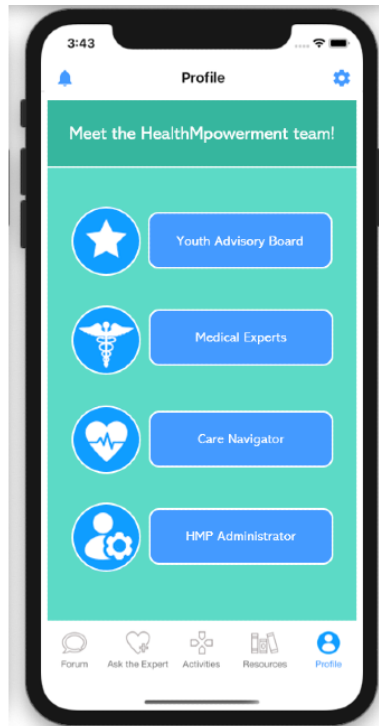 3:43
Profile
Meet the HealthMpowerment team!
Youth Advisory Board
Medical Experts
Care Navigator
HMP Administrator
Forum Ask the Expert Activities Resources Profile